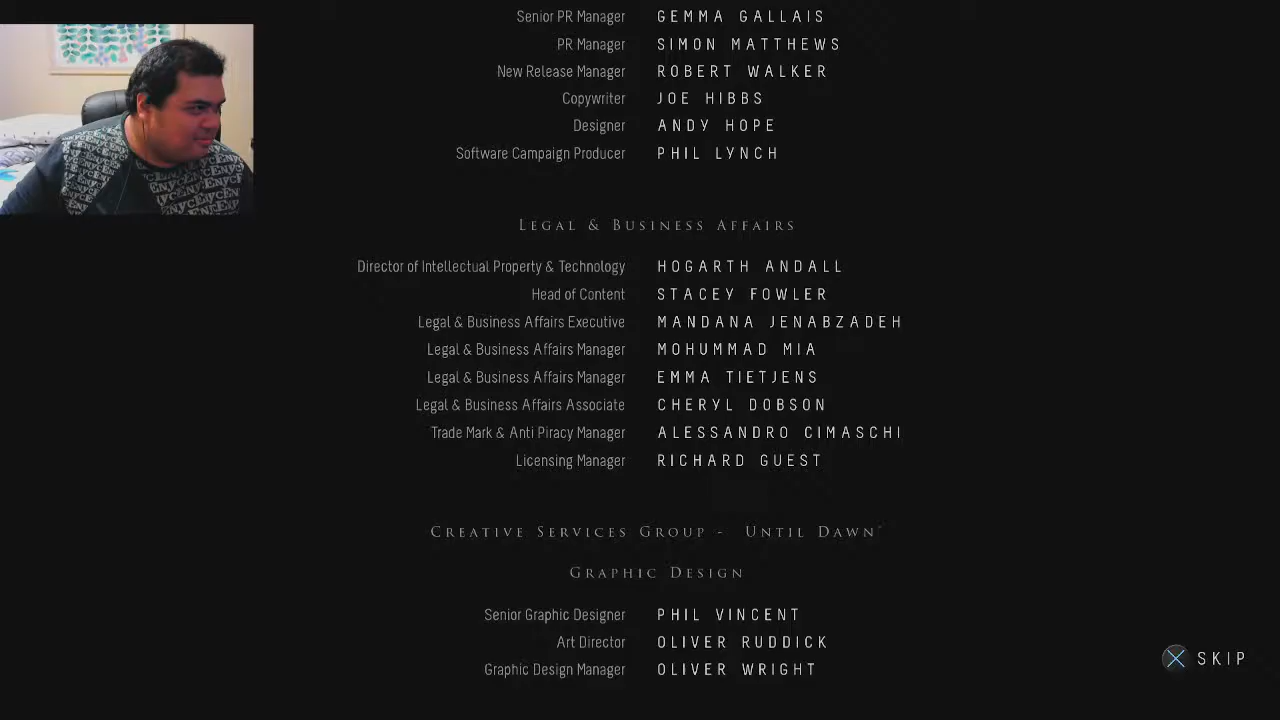 Senior PR Manager GEMMA GALLAIS
PR Manager SIMON MATTHEWS
New Release Manager ROBERT WALKER
Copywriter JOE HIBBS
Designer ANDY HOPE
Software Campaign Producer PHIL LYNCH
LEGAL & BUSINESS AFFAIRS
Director of Intellectual Property & Technology HOGARTH ANDALL
Head of Content STACEY FOWLER
Legal & Business Affairs Executive MANDANA JENABZADEH
Legal & Business Affairs Manager MOHUMMAD MIA
Legal & Business Affairs Manager EMMA TIETJENS
Legal & Business Affairs Associate CHERYL DOBSON
Trade Mark & Anti Piracy Manager ALESSANDRO CIMASCHI
Licensing Manager RICHARD GUEST
CREATIVE SERVICES GROUP - UNTIL DAWN
GRAPHIC DESIGN
Senior Graphic Designer PHIL VINCENT
Art Director OLIVER RUDDICK
Graphic Design Manager OLIVER WRIGHT
SKIP